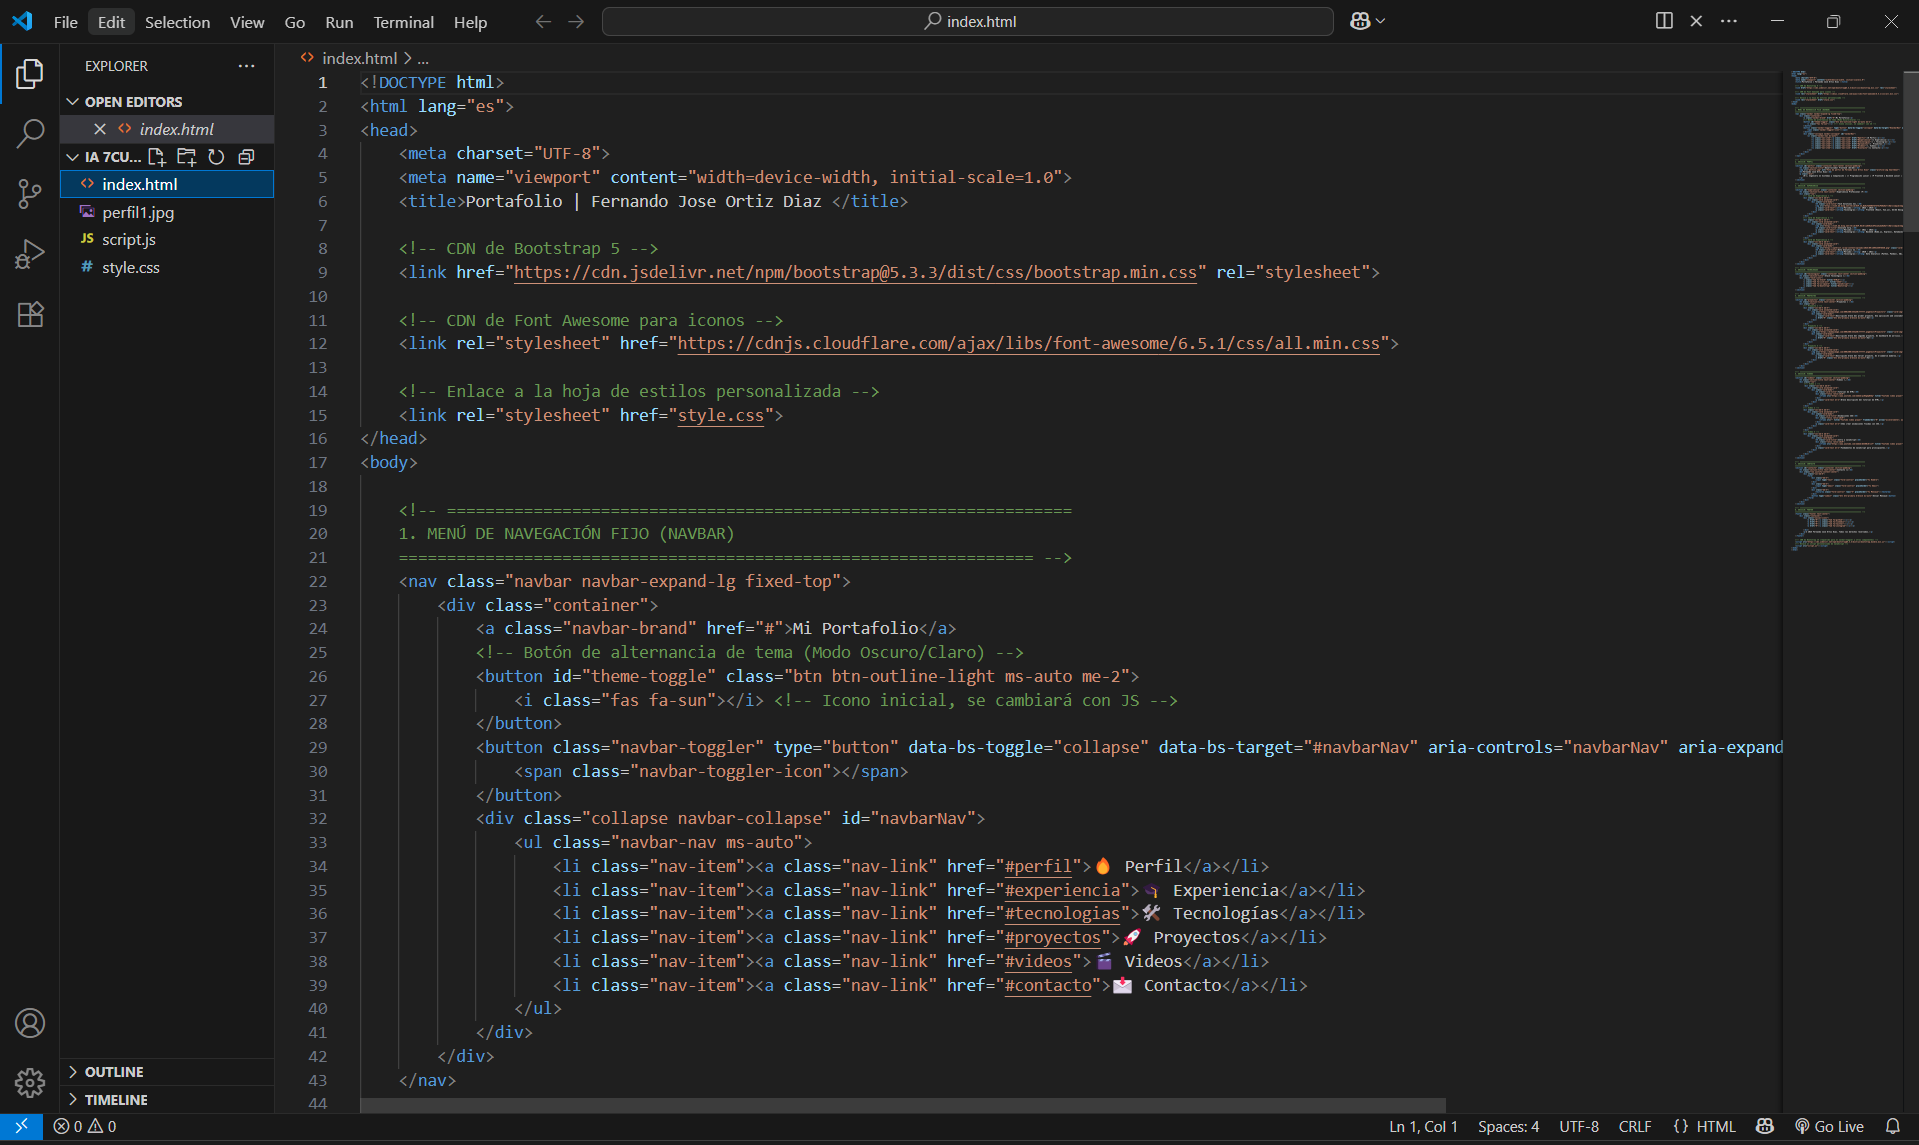 File Edit Selection View Go Run Terminal Help
index.html
EXPLORER
OPEN EDITORS
index.html
IA 7CU...
index.html
perfil1.jpg
JS script.js
# style.css
OUTLINE
TIMELINE
index.html > ...
1 <!DOCTYPE html>
2 <html lang="es">
3 <head>
4 <meta charset="UTF-8">
5 <meta name="viewport" content="width=device-width, initial-scale=1.0">
6 <title>Portafolio | Fernando Jose Ortiz Diaz </title>
7
8 <!-- CDN de Bootstrap 5 -->
9 <link href="https://cdn.jsdelivr.net/npm/bootstrap@5.3.3/dist/css/bootstrap.min.css" rel="stylesheet">
10
11 <!-- CDN de Font Awesome para iconos -->
12 <link rel="stylesheet" href="https://cdnjs.cloudflare.com/ajax/libs/font-awesome/6.5.1/css/all.min.css">
13
14 <!-- Enlace a la hoja de estilos personalizada -->
15 <link rel="stylesheet" href="style.css">
16 </head>
17 <body>
18
19 <!-- =================================================================
20 1. MENÚ DE NAVEGACIÓN FIJO (NAVBAR)
21 ================================================================== -->
22 <nav class="navbar navbar-expand-lg fixed-top">
23 <div class="container">
24 <a class="navbar-brand" href="#">Mi Portafolio</a>
25 <!-- Botón de alternancia de tema (Modo Oscuro/Claro) -->
26 <button id="theme-toggle" class="btn btn-outline-light ms-auto me-2">
27 <i class="fas fa-sun"></i> <!-- Icono inicial, se cambiará con JS -->
28 </button>
29 <button class="navbar-toggler" type="button" data-bs-toggle="collapse" data-bs-target="#navbarNav" aria-controls="navbarNav" aria-expand
30 <span class="navbar-toggler-icon"></span>
31 </button>
32 <div class="collapse navbar-collapse" id="navbarNav">
33 <ul class="navbar-nav ms-auto">
34 <li class="nav-item"><a class="nav-link" href="#perfil">🔥 Perfil</a></li>
35 <li class="nav-item"><a class="nav-link" href="#experiencia">🎓 Experiencia</a></li>
36 <li class="nav-item"><a class="nav-link" href="#tecnologias">🛠️ Tecnologías</a></li>
37 <li class="nav-item"><a class="nav-link" href="#proyectos">🚀 Proyectos</a></li>
38 <li class="nav-item"><a class="nav-link" href="#videos">🎬 Videos</a></li>
39 <li class="nav-item"><a class="nav-link" href="#contacto">📩 Contacto</a></li>
40 </ul>
41 </div>
42 </div>
43 </nav>
44
0 0
Ln 1, Col 1 Spaces: 4 UTF-8 CRLF {} HTML Go Live